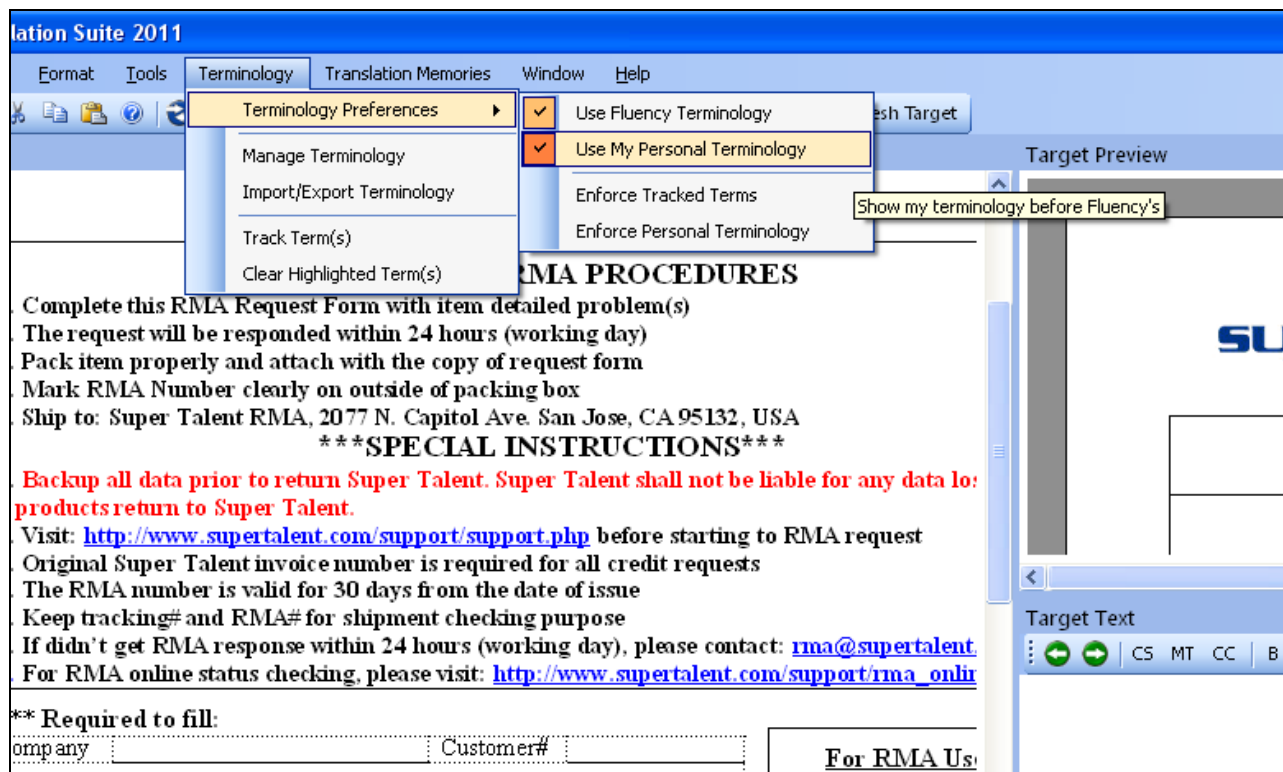 lation Suite 2011
Format Tools Terminology Translation Memories Window Help
Terminology Preferences
Use Fluency Terminology
esh Target
Manage Terminology
Use My Personal Terminology
Target Preview
Import/Export Terminology
Enforce Tracked Terms
Show my terminology before Fluency's
Track Term(s)
Enforce Personal Terminology
Clear Highlighted Term(s)
RMA PROCEDURES
. Complete this RMA Request Form with item detailed problem(s)
. The request will be responded within 24 hours (working day)
. Pack item properly and attach with the copy of request form
. Mark RMA Number clearly on outside of packing box
. Ship to: Super Talent RMA, 2077 N. Capitol Ave. San Jose, CA 95132, USA
***SPECIAL INSTRUCTIONS***
. Backup all data prior to return Super Talent. Super Talent shall not be liable for any data los
products return to Super Talent.
. Visit: http://www.supertalent.com/support/support.php before starting to RMA request
. Original Super Talent invoice number is required for all credit requests
. The RMA number is valid for 30 days from the date of issue
. Keep tracking# and RMA# for shipment checking purpose
. If didn't get RMA response within 24 hours (working day), please contact: rma@supertalent.
. For RMA online status checking, please visit: http://www.supertalent.com/support/rma_onlin
** Required to fill:
ompany Customer#
For RMA Us
SU
Target Text
CS MT CC B